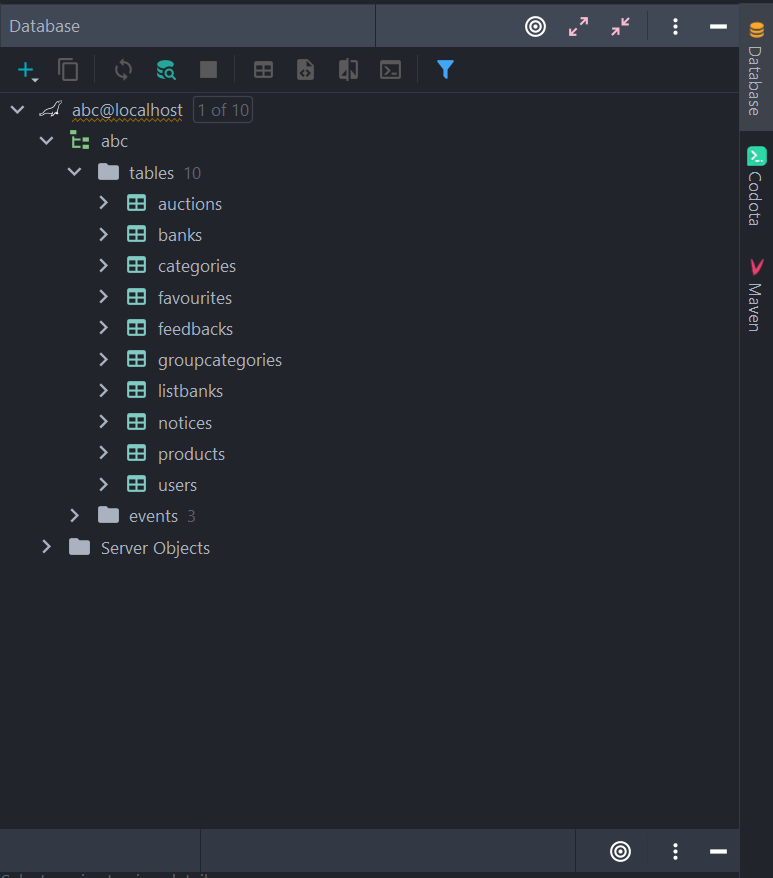 Database
abc@localhost 1 of 10
abc
tables 10
auctions
banks
categories
favourites
feedbacks
groupcategories
listbanks
notices
products
users
events 3
Server Objects
Database
Codota
Maven